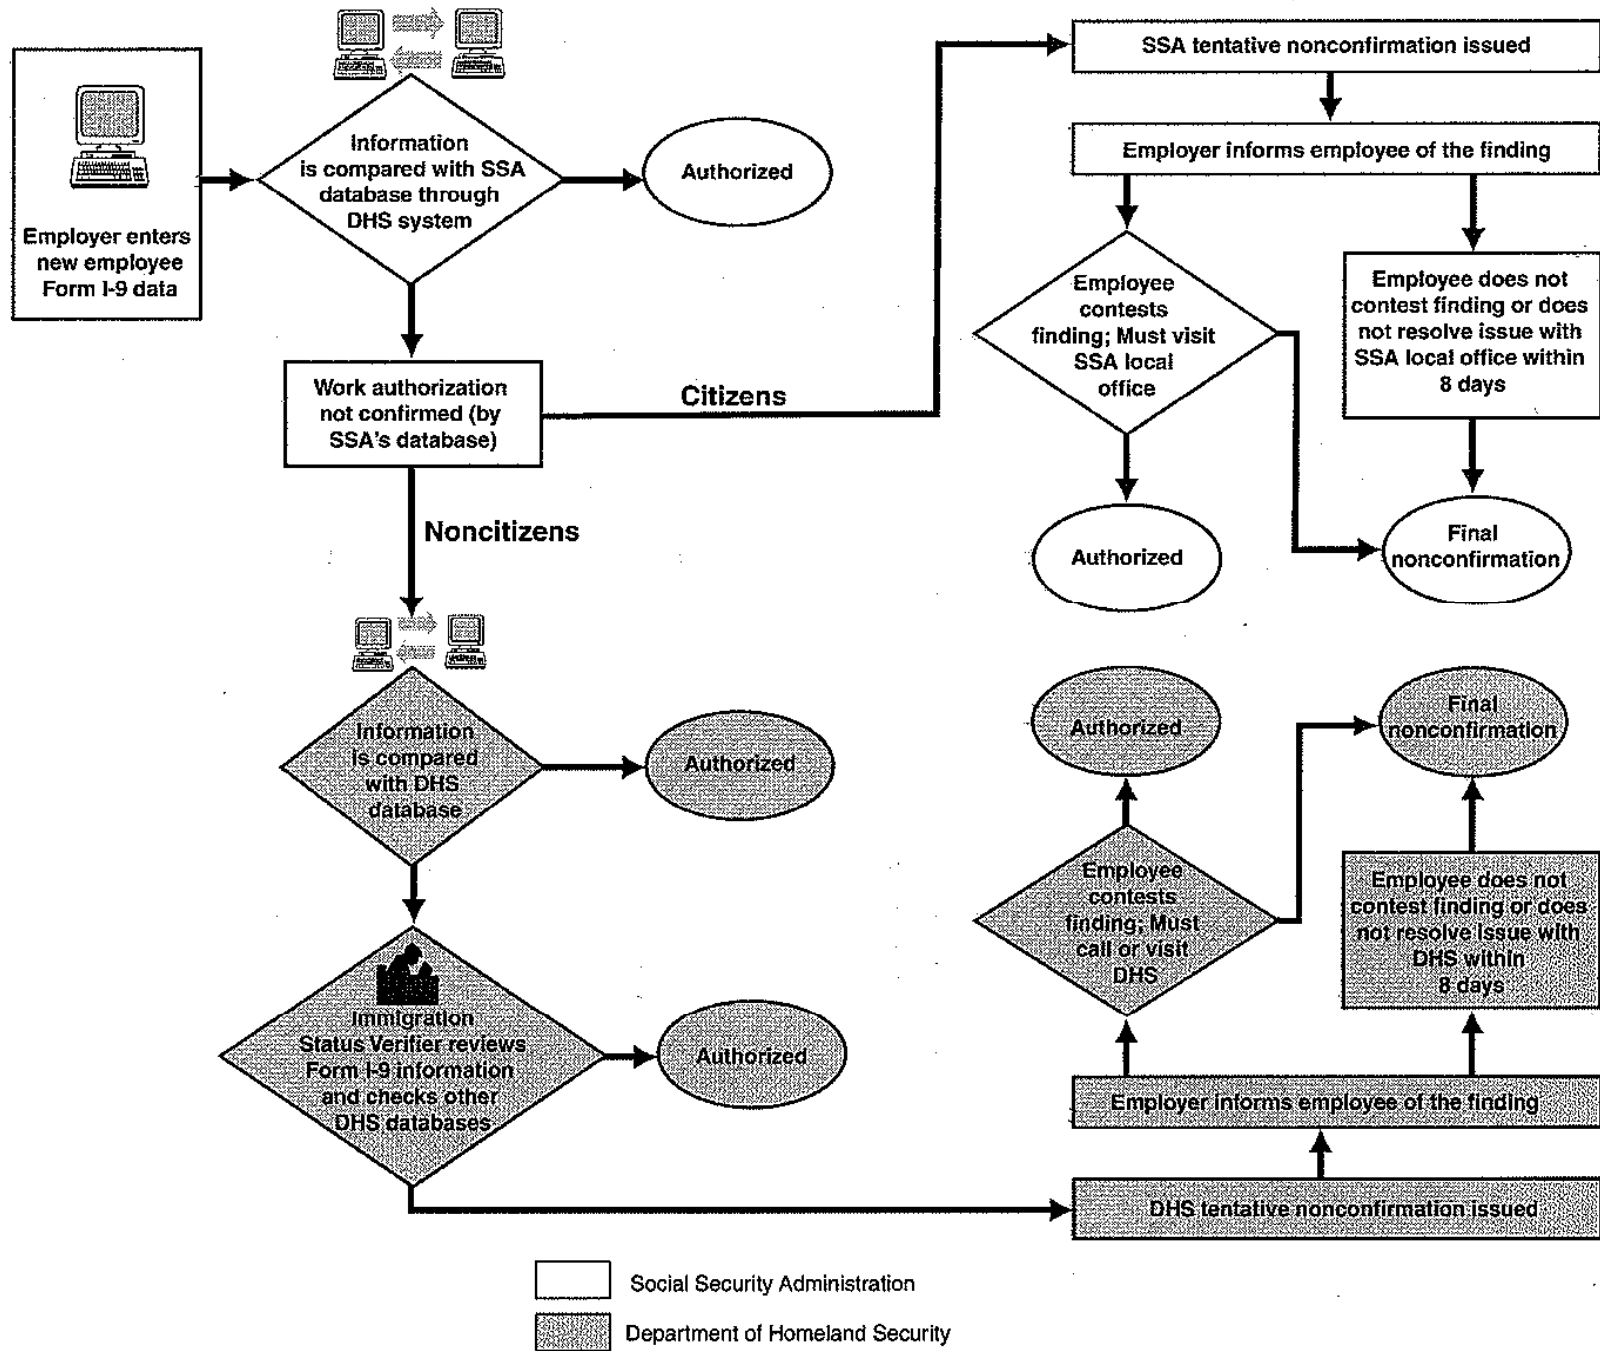 Employer enters
new employee
Form I-9 data
Information
is compared with SSA
database through
DHS system
Authorized
Work authorization
not confirmed (by
SSA's database)
Citizens
Noncitizens
SSA tentative nonconfirmation issued
Employer informs employee of the finding
Employee
contests
finding; Must visit
SSA local
office
Employee does not
contest finding or does
not resolve issue with
SSA local office within
8 days
Authorized
Final
nonconfirmation
Information
is compared
with DHS
database
Authorized
Immigration
Status Verifier reviews
Form I-9 information
and checks other
DHS databases
Authorized
Authorized
Final
nonconfirmation
Employee
contests
finding; Must
call or visit
DHS
Employee does not
contest finding or does
not resolve issue with
DHS within
8 days
Employer informs employee of the finding
DHS tentative nonconfirmation issued
Social Security Administration
Department of Homeland Security